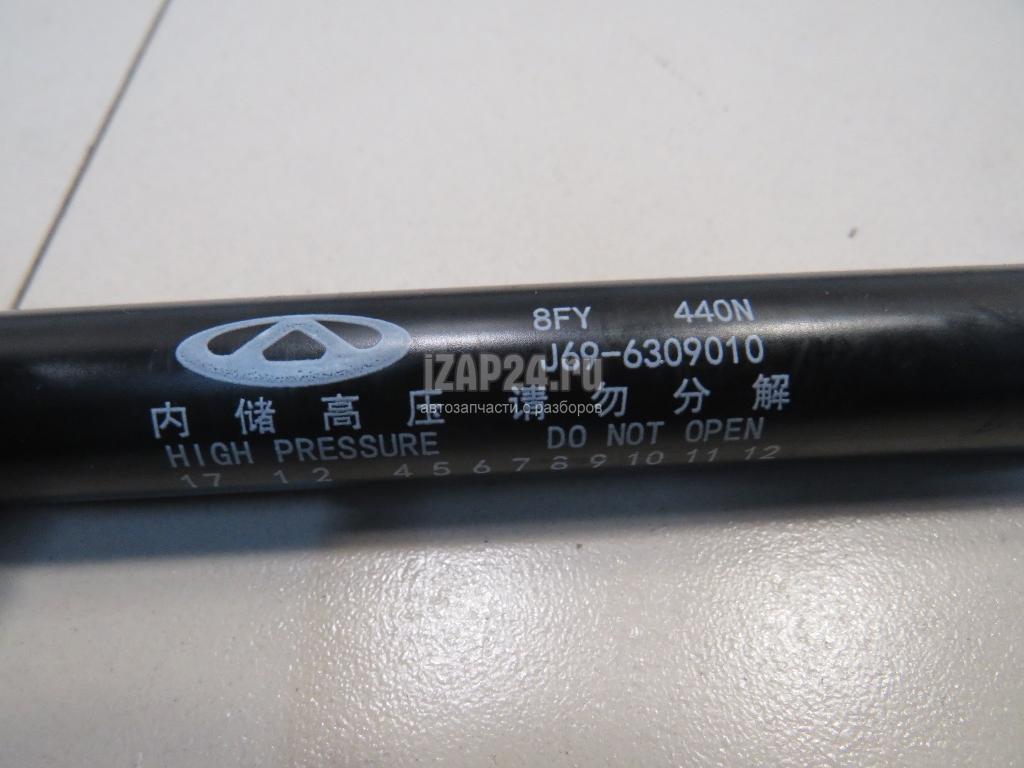 8FY 440N
J69-6309010
iZAP24.ru
автозапчасти с разборов
内储高压 请勿分解
HIGH PRESSURE DO NOT OPEN
17 1 2 4 5 6 7 8 9 10 11 12